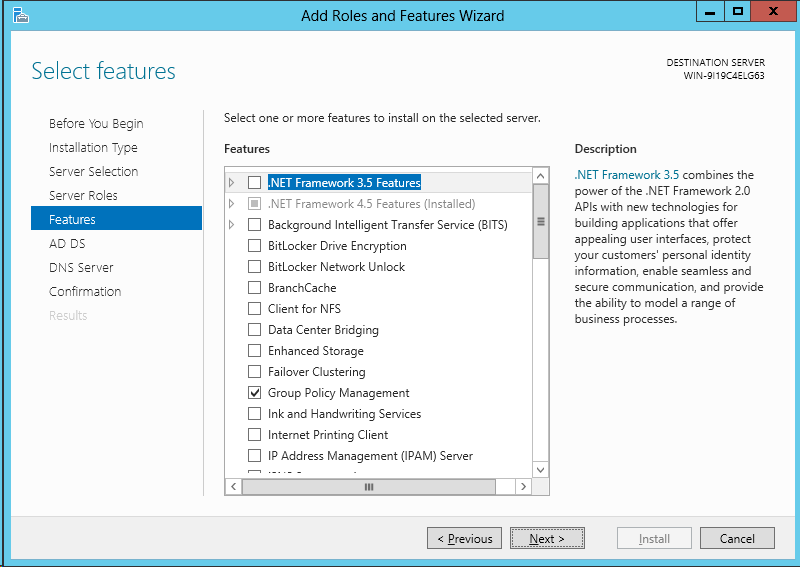 Add Roles and Features Wizard
Select features
DESTINATION SERVER
WIN-9I19C4ELG63
Before You Begin
Installation Type
Server Selection
Server Roles
Features
AD DS
DNS Server
Confirmation
Results
Select one or more features to install on the selected server.
Features
.NET Framework 3.5 Features
.NET Framework 4.5 Features (Installed)
Background Intelligent Transfer Service (BITS)
BitLocker Drive Encryption
BitLocker Network Unlock
BranchCache
Client for NFS
Data Center Bridging
Enhanced Storage
Failover Clustering
Group Policy Management
Ink and Handwriting Services
Internet Printing Client
IP Address Management (IPAM) Server
Description
.NET Framework 3.5 combines the
power of the .NET Framework 2.0
APIs with new technologies for
building applications that offer
appealing user interfaces, protect
your customers' personal identity
information, enable seamless and
secure communication, and provide
the ability to model a range of
business processes.
< Previous
Next >
Install
Cancel